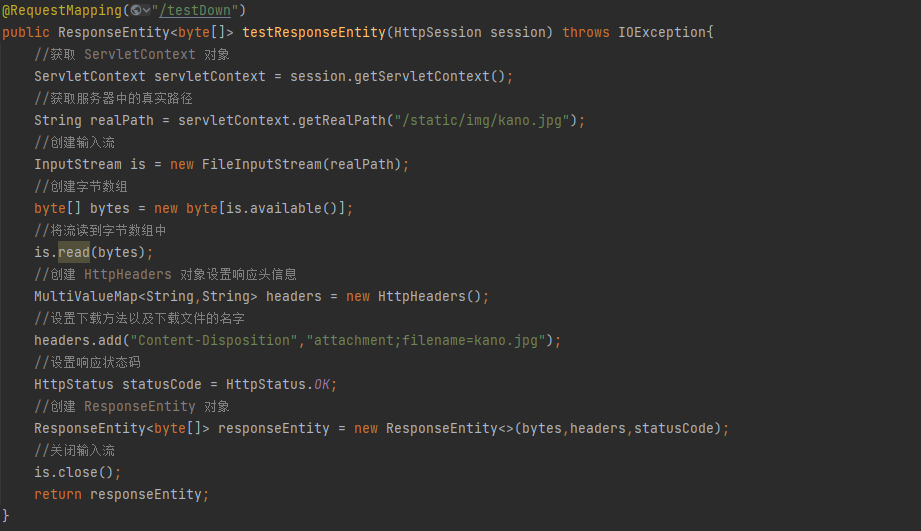 @RequestMapping("/testDown")
public ResponseEntity<byte[]> testResponseEntity(HttpSession session) throws IOException{
//获取 ServletContext 对象
ServletContext servletContext = session.getServletContext();
//获取服务器中的真实路径
String realPath = servletContext.getRealPath("/static/img/kano.jpg");
//创建输入流
InputStream is = new FileInputStream(realPath);
//创建字节数组
byte[] bytes = new byte[is.available()];
//将流读到字节数组中
is.read(bytes);
//创建 HttpHeaders 对象设置响应头信息
MultiValueMap<String,String> headers = new HttpHeaders();
//设置下载方法以及下载文件的名字
headers.add("Content-Disposition","attachment;filename=kano.jpg");
//设置响应状态码
HttpStatus statusCode = HttpStatus.OK;
//创建 ResponseEntity 对象
ResponseEntity<byte[]> responseEntity = new ResponseEntity<>(bytes,headers,statusCode);
//关闭输入流
is.close();
return responseEntity;
}